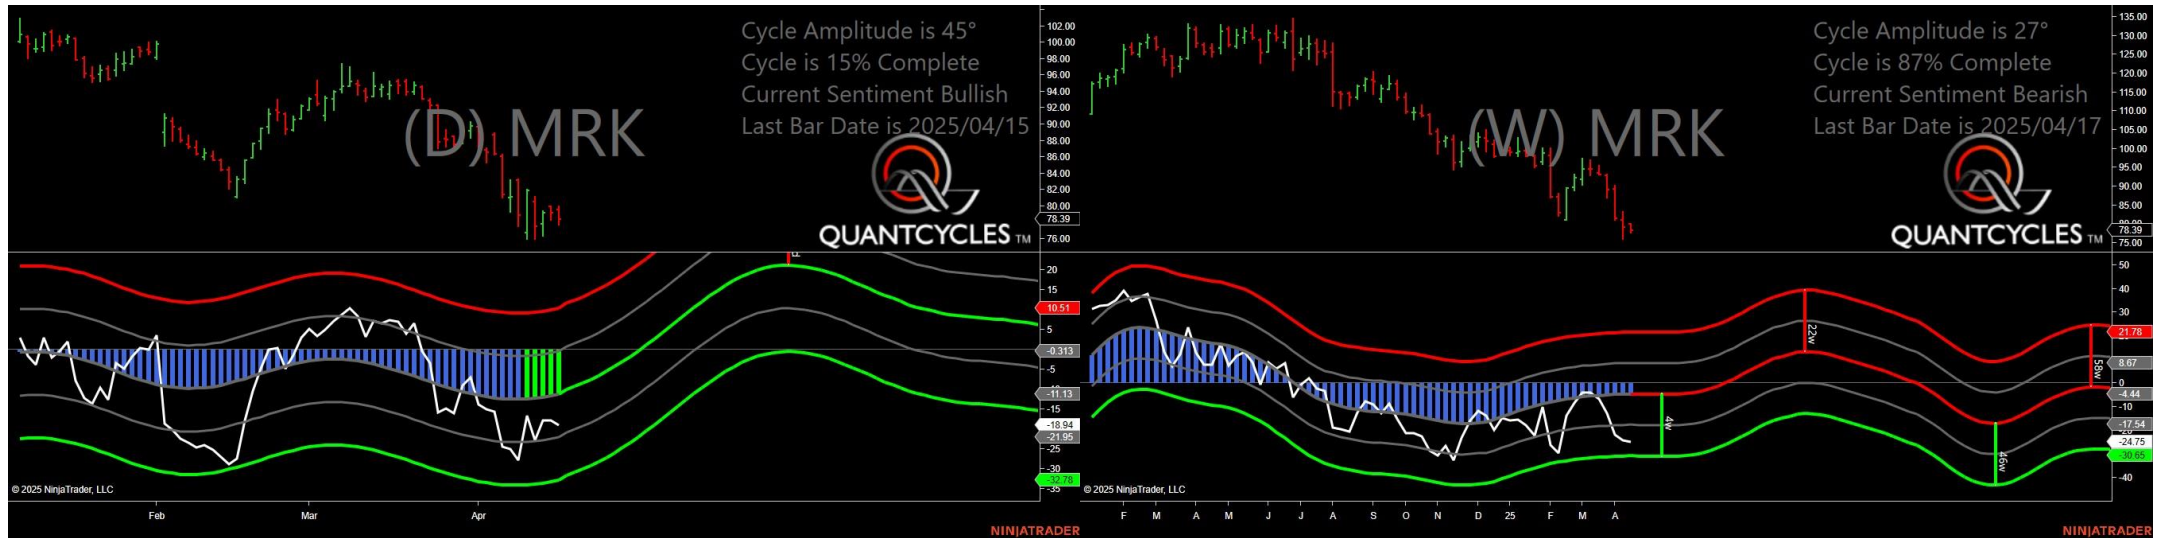 Cycle Amplitude is 45°
Cycle is 15% Complete
Current Sentiment Bullish
Last Bar Date is 2025/04/15
(D) MRK
QUANTCYCLES TM
102.00
100.00
98.00
96.00
94.00
92.00
90.00
88.00
86.00
84.00
82.00
80.00
78.39
76.00
20
15
10.51
5
-0.313
-5
-11.13
-15
-18.94
-21.95
-25
-30
-32.78
-35
© 2025 NinjaTrader, LLC
Feb Mar Apr
NINJATRADER
Cycle Amplitude is 27°
Cycle is 87% Complete
Current Sentiment Bearish
Last Bar Date is 2025/04/17
(W) MRK
QUANTCYCLES TM
135.00
130.00
125.00
120.00
115.00
110.00
105.00
100.00
95.00
90.00
85.00
80.00
78.39
75.00
50
40
30
21.78
8.67
0
-4.44
-10
-17.54
-24.75
-30.65
-40
22w
4w
46w
58w
© 2025 NinjaTrader, LLC
F M A M J J A S O N D 25 F M A
NINJATRADER